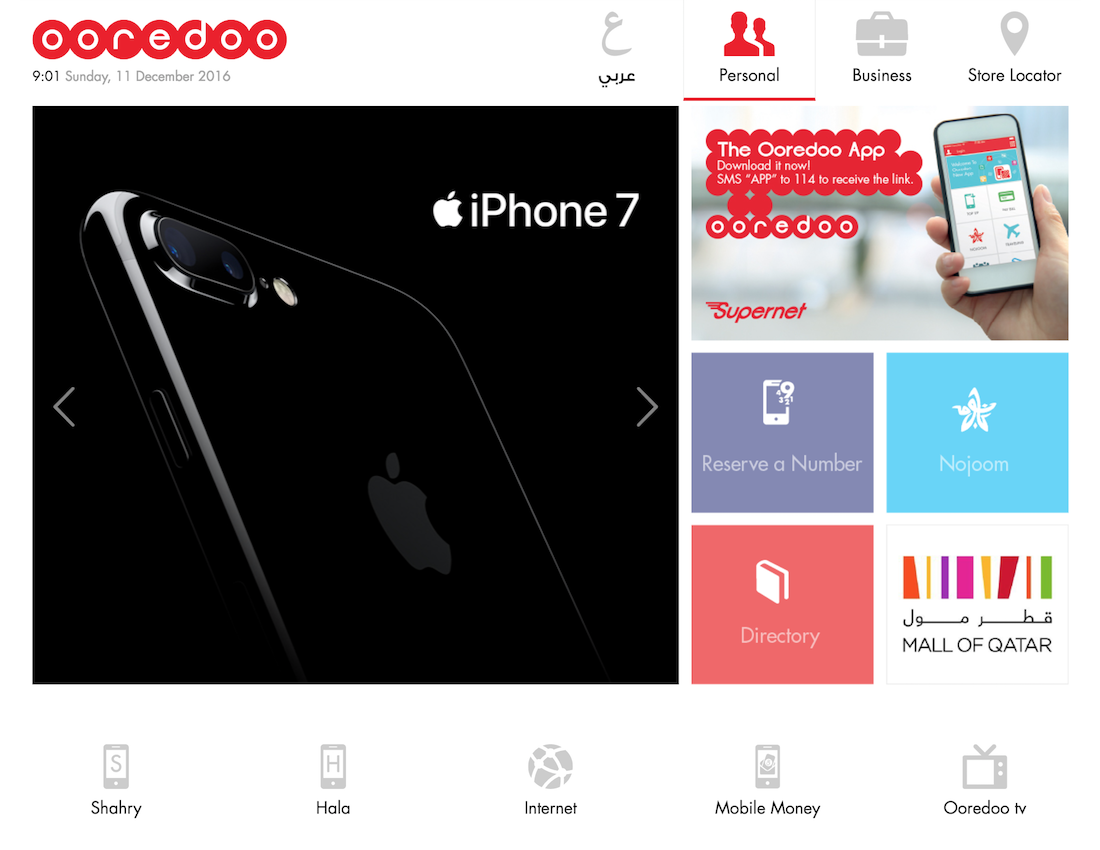 ooredoo
9:01 Sunday, 11 December 2016
ع
عربي
Personal
Business
Store Locator
iPhone 7
The Ooredoo App
Download it now!
SMS “APP” to 114 to receive the link.
ooredoo
Supernet
Reserve a Number
Nojoom
Directory
قطر مول
MALL OF QATAR
S
H
Shahry
Hala
Internet
Mobile Money
Ooredoo tv